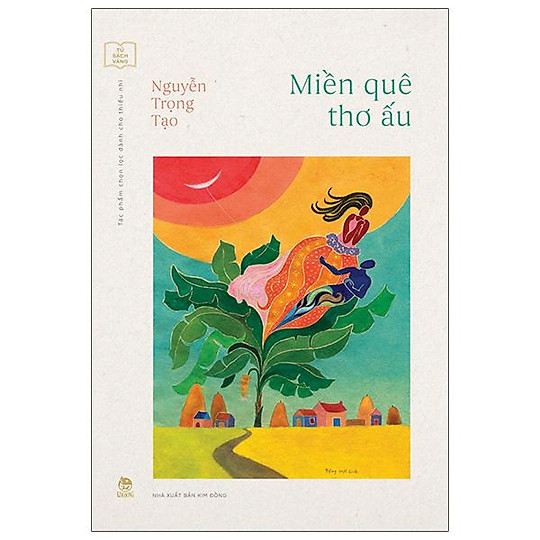 TỦ
SÁCH
VÀNG
Tác phẩm chọn lọc dành cho thiếu nhi
Nguyễn
Trọng
Tạo
Miền quê
thơ ấu
NHÀ XUẤT BẢN KIM ĐỒNG